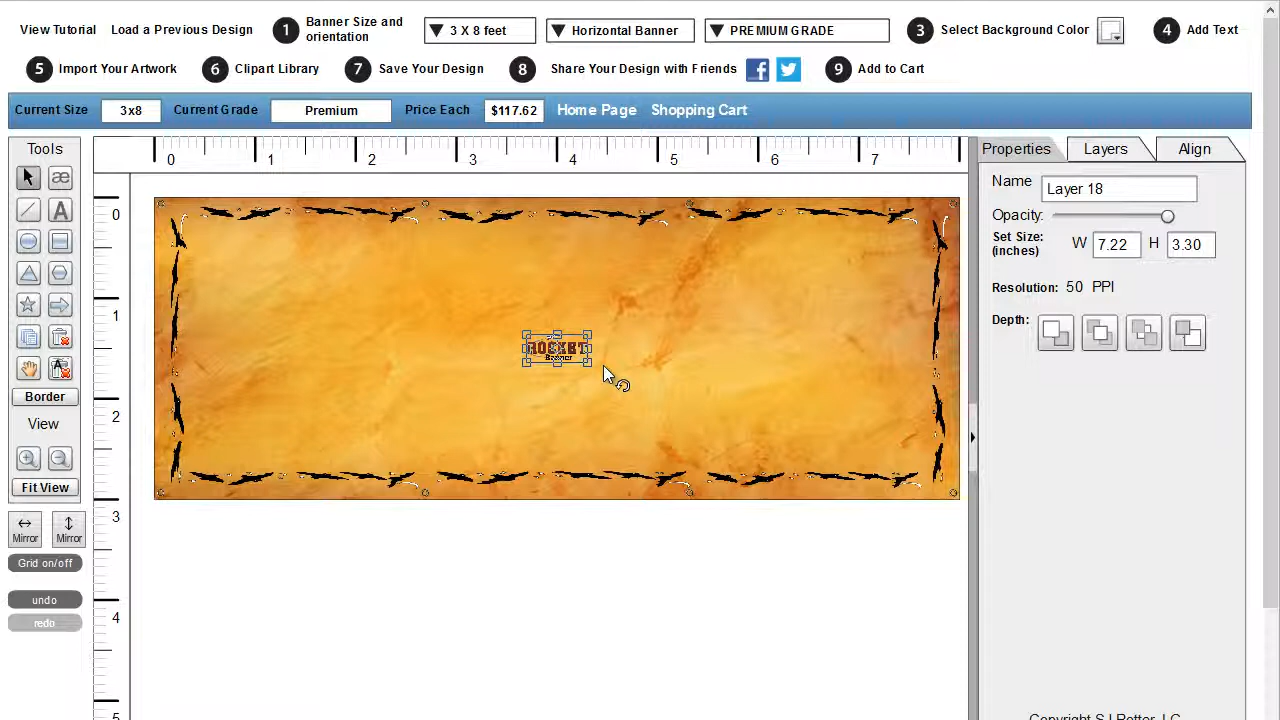 View Tutorial
Load a Previous Design
1
Banner Size and
orientation
3 X 8 feet
Horizontal Banner
PREMIUM GRADE
3
Select Background Color
4
Add Text
5
Import Your Artwork
6
Clipart Library
7
Save Your Design
8
Share Your Design with Friends
9
Add to Cart
Current Size
3x8
Current Grade
Premium
Price Each
$117.62
Home Page
Shopping Cart
Tools
æ
A
Border
View
Fit View
Mirror
Mirror
Grid on/off
undo
redo
0
1
2
3
4
5
6
7
0
1
2
3
4
5
ROCKET
Banner
Properties
Layers
Align
Name
Layer 18
Opacity:
Set Size:
(inches)
W
7.22
H
3.30
Resolution:
50 PPI
Depth:
Copyright SJ Potter, LLC